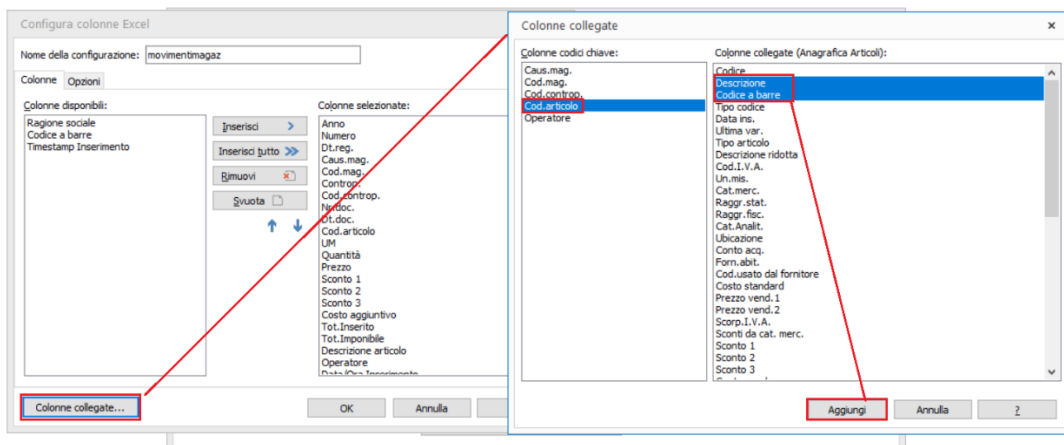 Configura colonne Excel
Nome della configurazione: movimentimagaz
Colonne Opzioni
Colonne disponibili:
Ragione sociale
Codice a barre
Timestamp Inserimento
Inserisci
Inserisci tutto
Rimuovi
Svuota
Colonne selezionate:
Anno
Numero
Dt.reg.
Caus.mag.
Cod.mag.
Controp.
Cod.controp.
Nr.doc.
Dt.doc.
Cod.articolo
UM
Quantità
Prezzo
Sconto 1
Sconto 2
Sconto 3
Costo aggiuntivo
Tot.Inserito
Tot.Imponibile
Descrizione articolo
Operatore
Data/Ora Inserimento
Colonne collegate...
OK
Annulla
Colonne collegate
Colonne codici chiave:
Caus.mag.
Cod.mag.
Cod.controp.
Cod.articolo
Operatore
Colonne collegate (Anagrafica Articoli):
Codice
Descrizione
Codice a barre
Tipo codice
Data ins.
Ultima var.
Tipo articolo
Descrizione ridotta
Cod.I.V.A.
Un.mis.
Cat.merc.
Raggr.stat.
Raggr.fisc.
Cat.Analit.
Ubicazione
Conto acq.
Forn.abit.
Cod.usato dal fornitore
Costo standard
Prezzo vend.1
Prezzo vend.2
Scorp.I.V.A.
Sconti da cat. merc.
Sconto 1
Sconto 2
Sconto 3
Aggiungi
Annulla
?